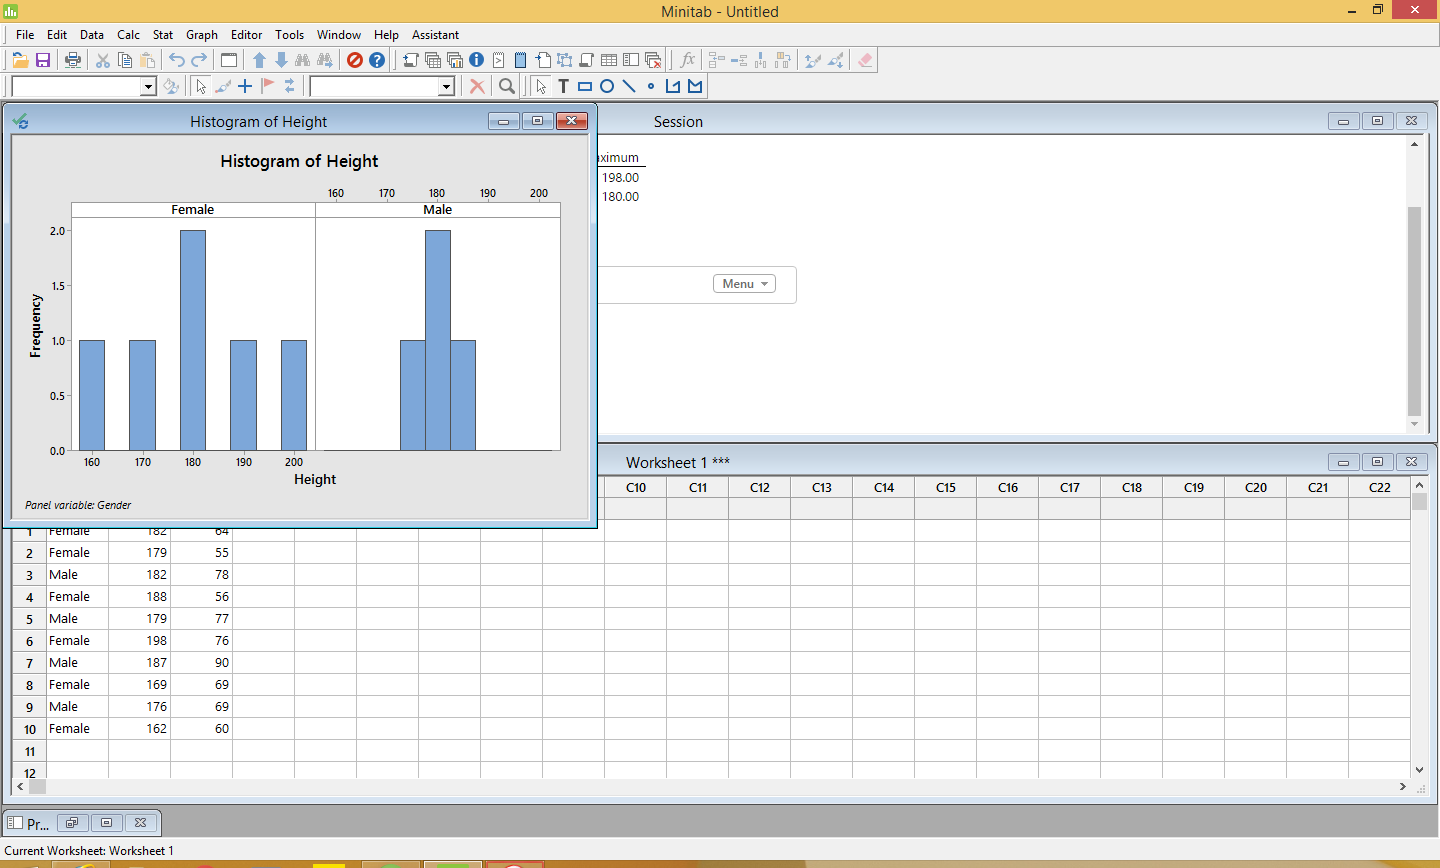 Minitab - Untitled
File Edit Data Calc Stat Graph Editor Tools Window Help Assistant
Histogram of Height
Session
Histogram of Height
160 170 180 190 200
Female Male
2.0
1.5
1.0
0.5
0.0
Frequency
160 170 180 190 200
Height
Panel variable: Gender
198.00
180.00
Menu
Worksheet 1 ***
C10 C11 C12 C13 C14 C15 C16 C17 C18 C19 C20 C21 C22
1 Female 182 64
2 Female 179 55
3 Male 182 78
4 Female 188 56
5 Male 179 77
6 Female 198 76
7 Male 187 90
8 Female 169 69
9 Male 176 69
10 Female 162 60
11
12
Pr...
Current Worksheet: Worksheet 1